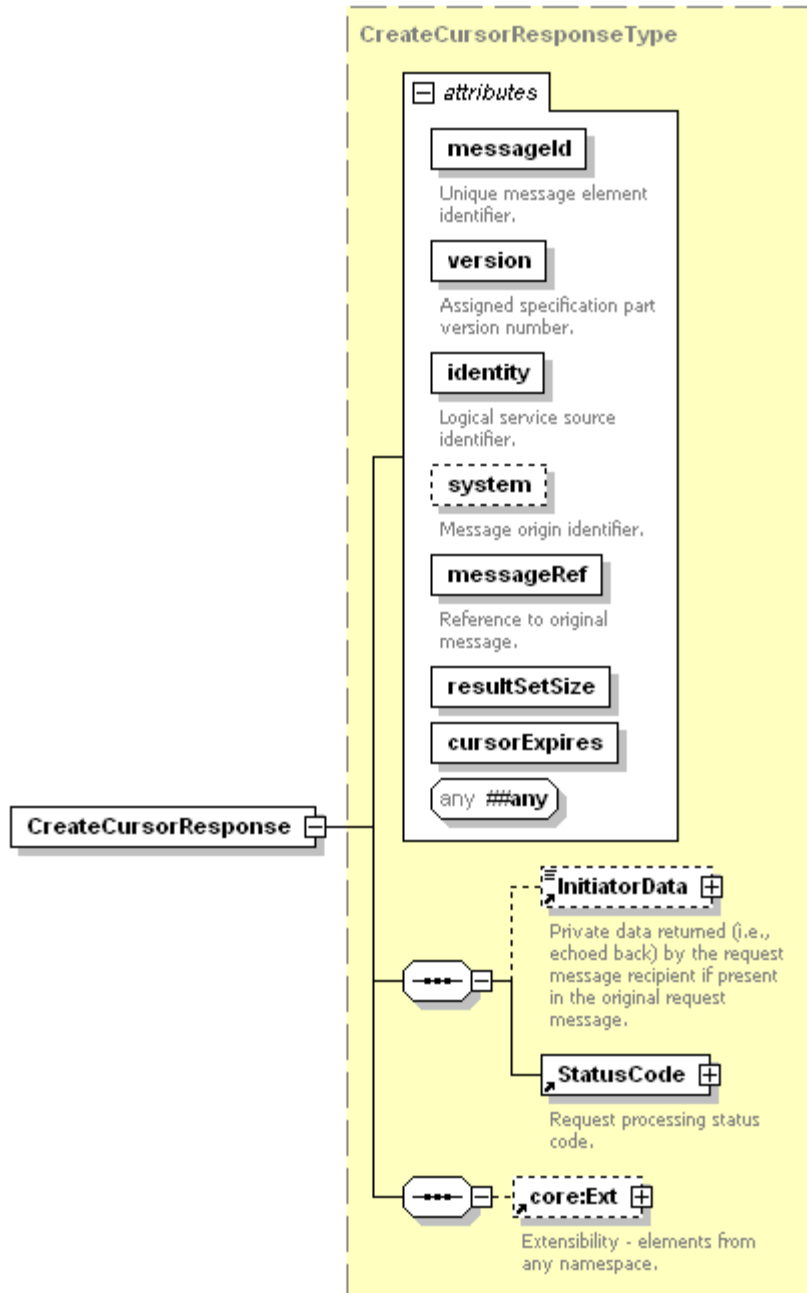 CreateCursorResponseType
attributes
messageId
Unique message element
identifier.
version
Assigned specification part
version number.
identity
Logical service source
identifier.
system
Message origin identifier.
messageRef
Reference to original
message.
resultSetSize
cursorExpires
any ##any
CreateCursorResponse
InitiatorData
Private data returned (i.e.,
echoed back) by the request
message recipient if present
in the original request
message.
StatusCode
Request processing status
code.
core:Ext
Extensibility - elements from
any namespace.